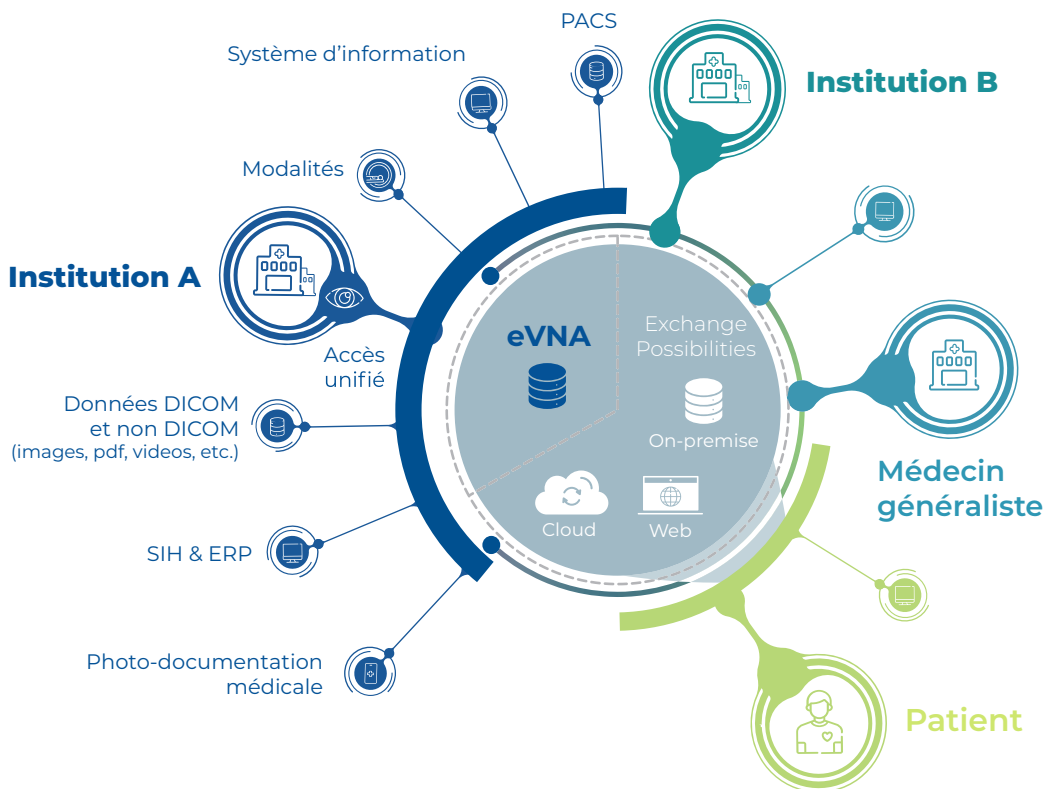 PACS
Système d’information
Institution B
Modalités
Institution A
Accès
unifié
eVNA
Exchange
Possibilities
On-premise
Cloud
Web
Données DICOM
et non DICOM
(images, pdf, videos, etc.)
Médecin
généraliste
SIH & ERP
Photo-documentation
médicale
Patient